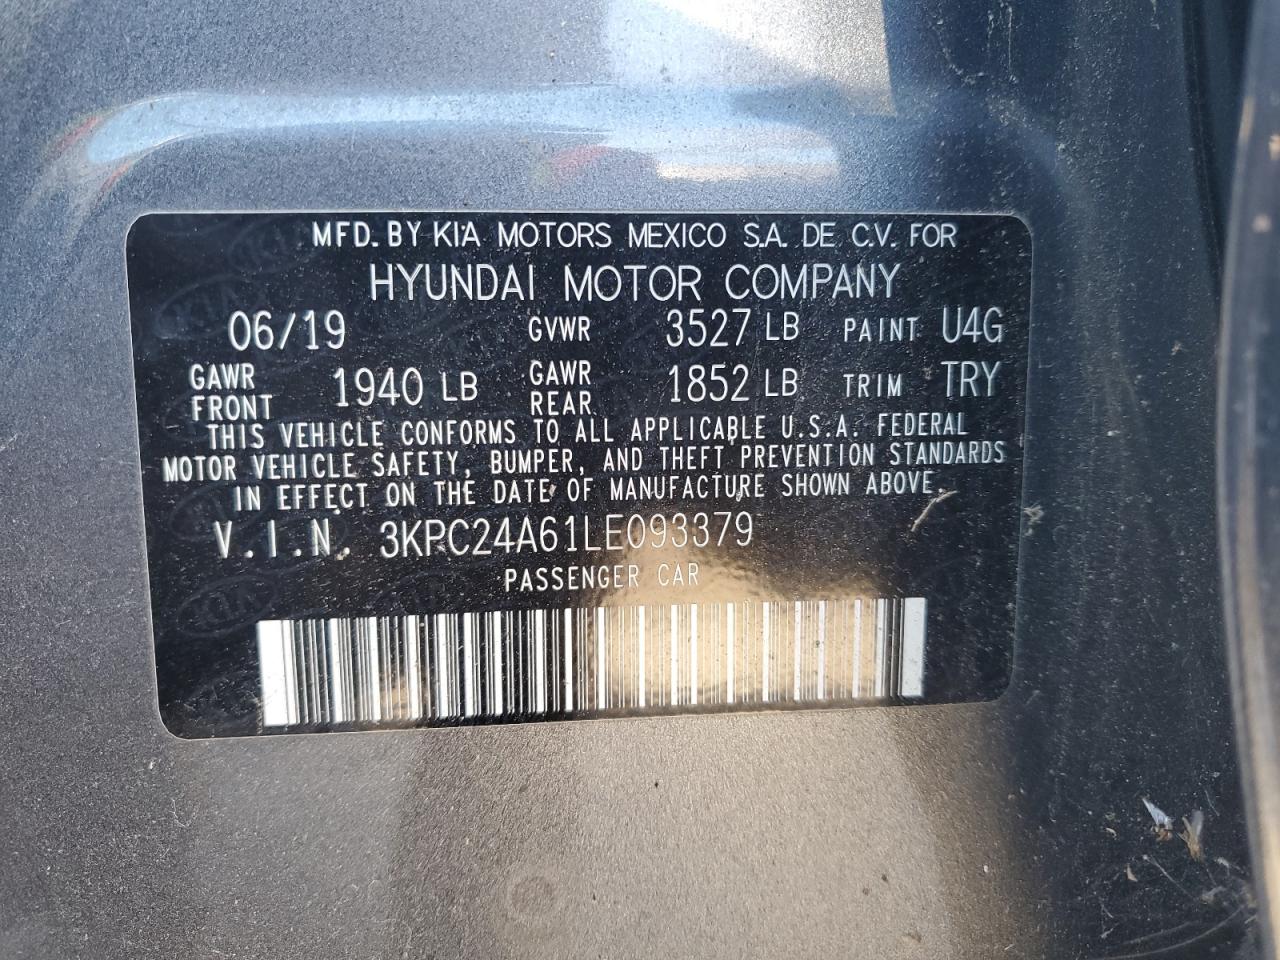 MFD. BY KIA MOTORS MEXICO S.A. DE C.V. FOR
HYUNDAI MOTOR COMPANY
06/19 GVWR 3527 LB PAINT U4G
GAWR FRONT 1940 LB GAWR REAR 1852 LB TRIM TRY
THIS VEHICLE CONFORMS TO ALL APPLICABLE U.S.A. FEDERAL
MOTOR VEHICLE SAFETY, BUMPER, AND THEFT PREVENTION STANDARDS
IN EFFECT ON THE DATE OF MANUFACTURE SHOWN ABOVE.
V.I.N. 3KPC24A61LE093379
PASSENGER CAR